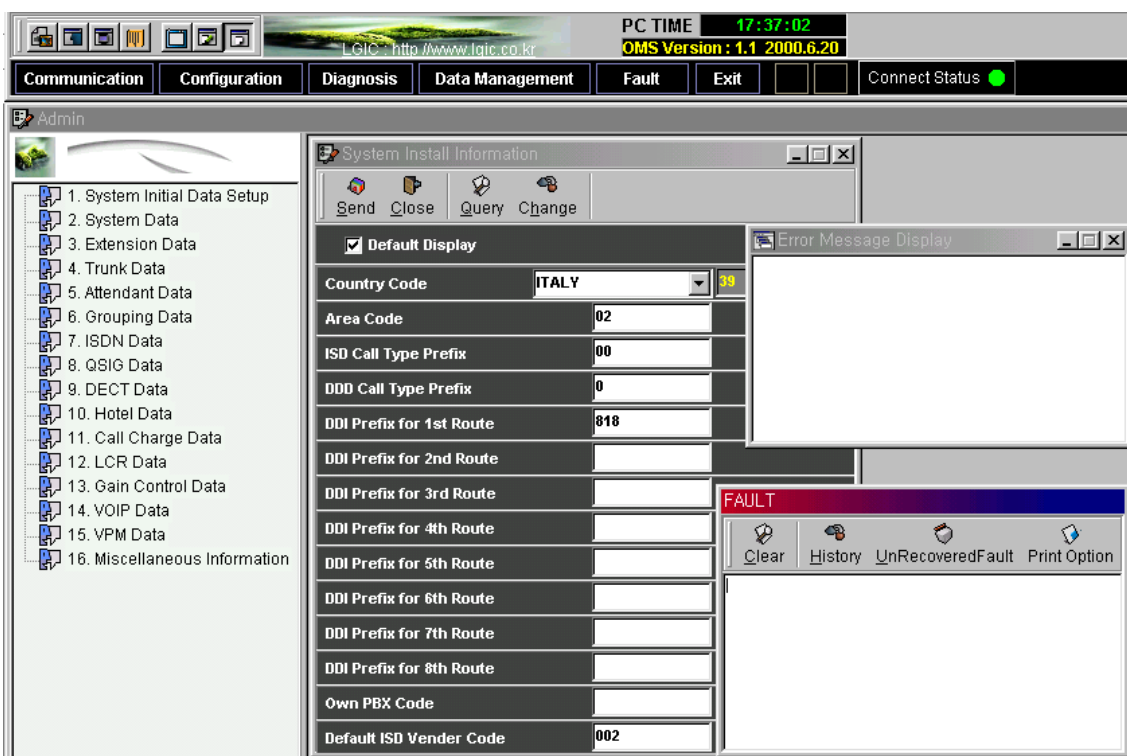 PC TIME 17:37:02
LGIC : http //www.lgic.co.kr
OMS Version : 1.1 2000.6.20
Communication Configuration Diagnosis Data Management Fault Exit Connect Status
Admin
1. System Initial Data Setup
2. System Data
3. Extension Data
4. Trunk Data
5. Attendant Data
6. Grouping Data
7. ISDN Data
8. QSIG Data
9. DECT Data
10. Hotel Data
11. Call Charge Data
12. LCR Data
13. Gain Control Data
14. VOIP Data
15. VPM Data
16. Miscellaneous Information
System Install Information
Send Close Query Change
Default Display
Country Code ITALY 39
Area Code 02
ISD Call Type Prefix 00
DDD Call Type Prefix 0
DDI Prefix for 1st Route 818
DDI Prefix for 2nd Route
DDI Prefix for 3rd Route
DDI Prefix for 4th Route
DDI Prefix for 5th Route
DDI Prefix for 6th Route
DDI Prefix for 7th Route
DDI Prefix for 8th Route
Own PBX Code
Default ISD Vender Code 002
Error Message Display
FAULT
Clear History UnRecoveredFault Print Option